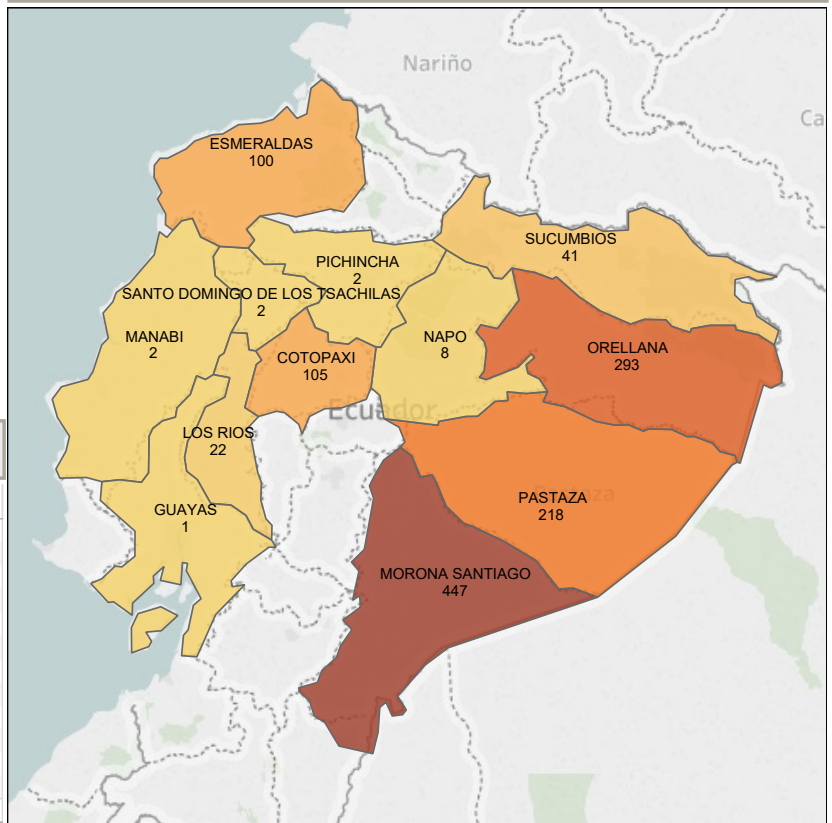 Nariño
Ca
ESMERALDAS
100
SUCUMBIOS
41
PICHINCHA
2
SANTO DOMINGO DE LOS TSACHILAS
2
MANABI
2
NAPO
8
ORELLANA
293
COTOPAXI
105
Ecuador
LOS RIOS
22
PASTAZA
218
GUAYAS
1
MORONA SANTIAGO
447